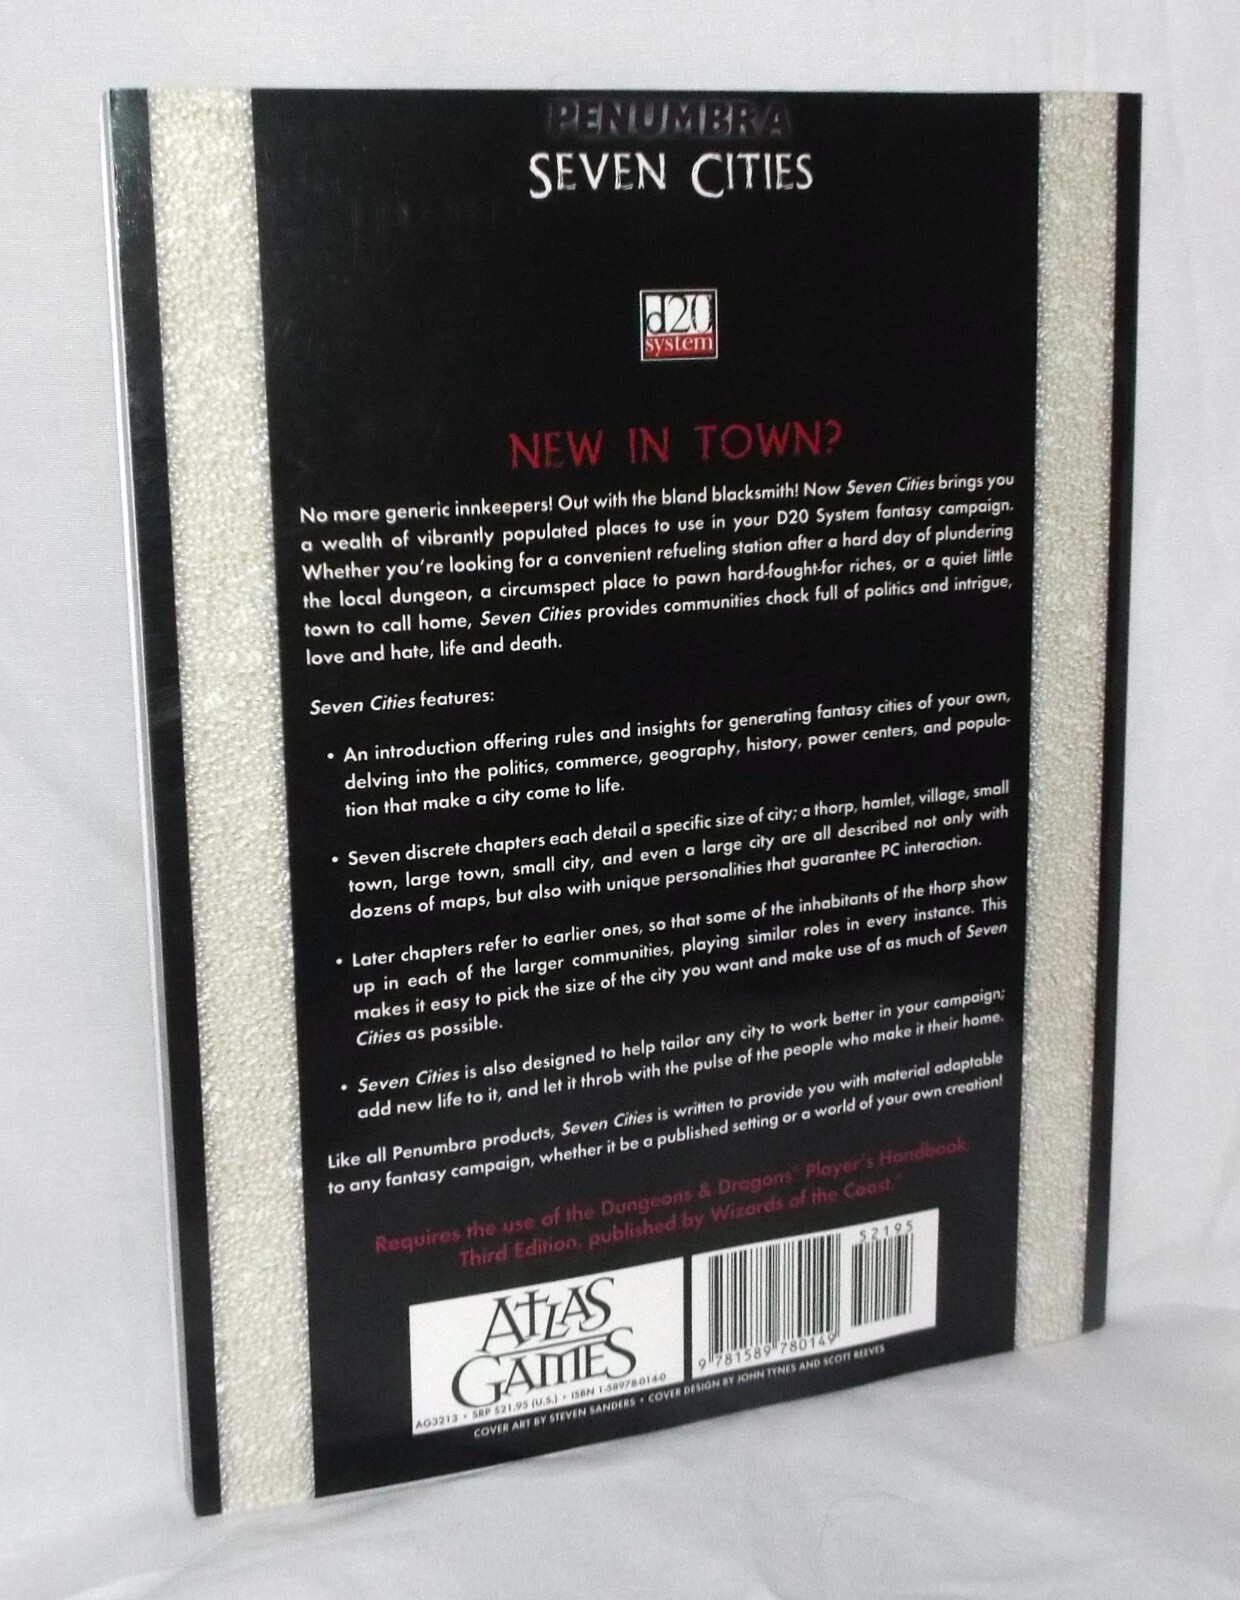 PENUMBRA
SEVEN CITIES
d20
system
NEW IN TOWN?
No more generic innkeepers! Out with the bland blacksmith! Now Seven Cities brings you
a wealth of vibrantly populated places to use in your D20 System fantasy campaign.
Whether you're looking for a convenient refueling station after a hard day of plundering
the local dungeon, a circumspect place to pawn hard-fought-for riches, or a quiet little
town to call home, Seven Cities provides communities chock full of politics and intrigue,
love and hate, life and death.
Seven Cities features:
• An introduction offering rules and insights for generating fantasy cities of your own,
delving into the politics, commerce, geography, history, power centers, and popula-
tion that make a city come to life.
• Seven discrete chapters each detail a specific size of city; a thorp, hamlet, village, small
town, large town, small city, and even a large city are all described not only with
dozens of maps, but also with unique personalities that guarantee PC interaction.
• Later chapters refer to earlier ones, so that some of the inhabitants of the thorp show
up in each of the larger communities, playing similar roles in every instance. This
makes it easy to pick the size of the city you want and make use of as much of Seven
Cities as possible.
• Seven Cities is also designed to help tailor any city to work better in your campaign;
add new life to it, and let it throb with the pulse of the people who make it their home.
Like all Penumbra products, Seven Cities is written to provide you with material adaptable
to any fantasy campaign, whether it be a published setting or a world of your own creation!
Requires the use of the Dungeons & Dragons® Player's Handbook,
Third Edition, published by Wizards of the Coast.®
ATLAS
GAMES
AG3213 • SRP $21.95 (U.S.) • ISBN 1-58978-014-0
52195
9 781589 780149
COVER ART BY STEVEN SANDERS • COVER DESIGN BY JOHN TYNES AND SCOTT REEVES